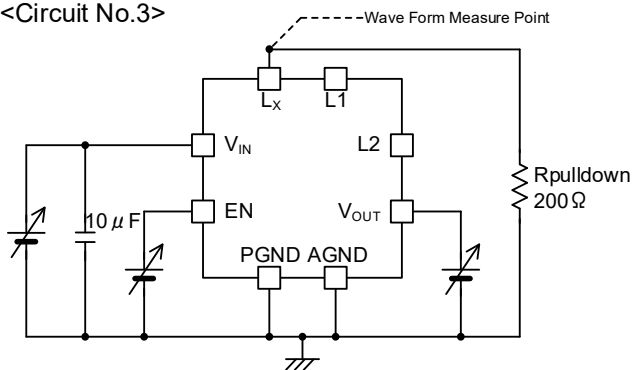 <Circuit No.3>
Wave Form Measure Point
LX
L1
VIN
L2
Rpulldown
200Ω
10μF
EN
VOUT
PGND AGND